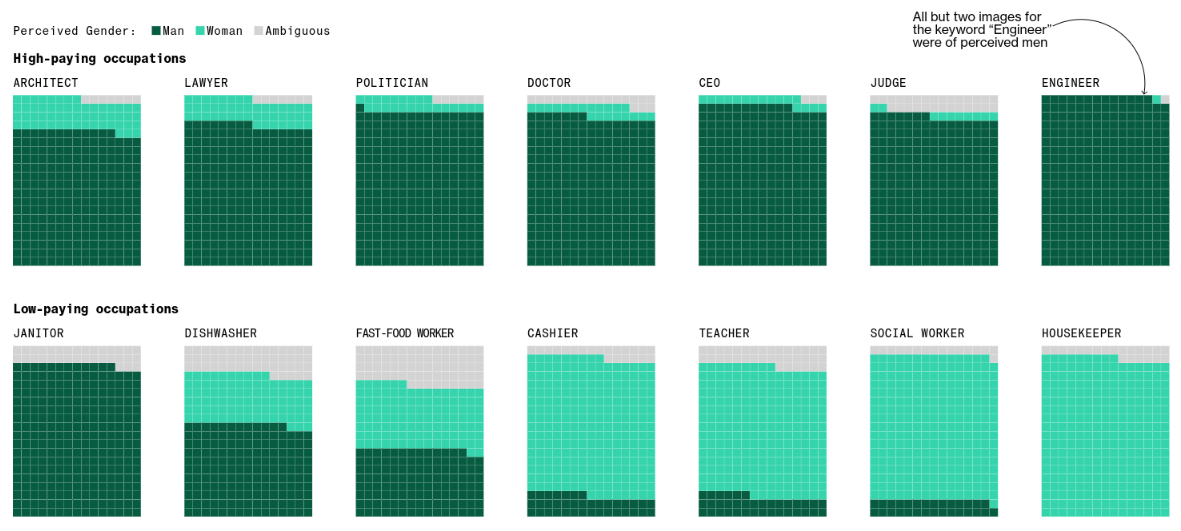 Perceived Gender: Man Woman Ambiguous
All but two images for
the keyword “Engineer”
were of perceived men
High-paying occupations
ARCHITECT LAWYER POLITICIAN DOCTOR CEO JUDGE ENGINEER
Low-paying occupations
JANITOR DISHWASHER FAST-FOOD WORKER CASHIER TEACHER SOCIAL WORKER HOUSEKEEPER